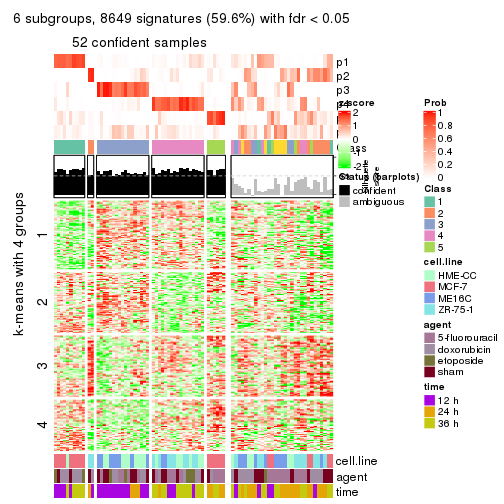 6 subgroups, 8649 signatures (59.6%) with fdr < 0.05
52 confident samples
p1
p2
p3
k-means with 4 groups
1
2
3
4
cell.line
agent
time
z-score
2
1
-2
Status (barplots)
confident
ambiguous
Prob
1
0.8
0.6
0.4
0.2
0
Class
1
2
3
4
5
cell.line
HME-CC
MCF-7
ME16C
ZR-75-1
agent
5-fluorouracil
doxorubicin
etoposide
sham
time
12 h
24 h
36 h